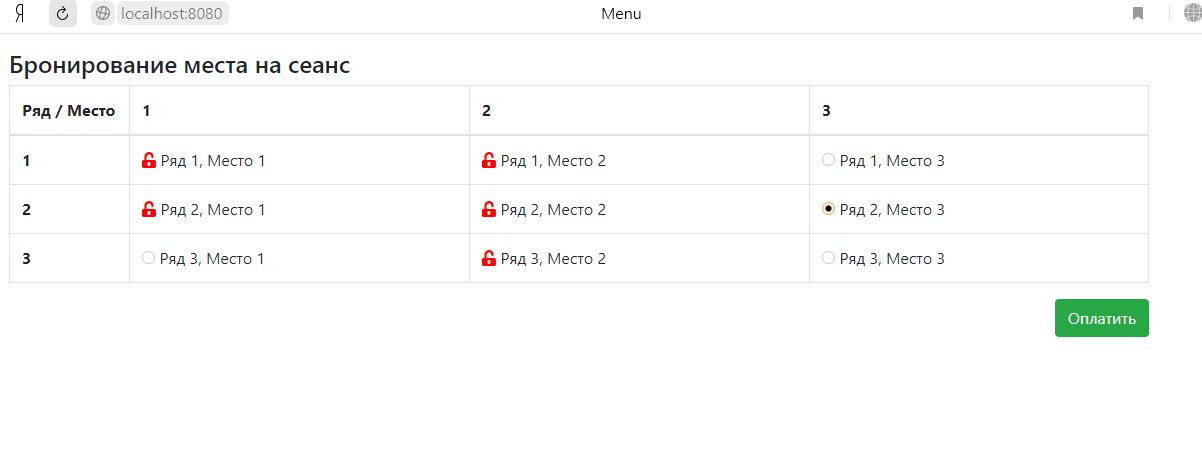 Я localhost:8080 Menu
Бронирование места на сеанс
Ряд / Место 1 2 3
1 Ряд 1, Место 1 Ряд 1, Место 2 Ряд 1, Место 3
2 Ряд 2, Место 1 Ряд 2, Место 2 Ряд 2, Место 3
3 Ряд 3, Место 1 Ряд 3, Место 2 Ряд 3, Место 3
Оплатить